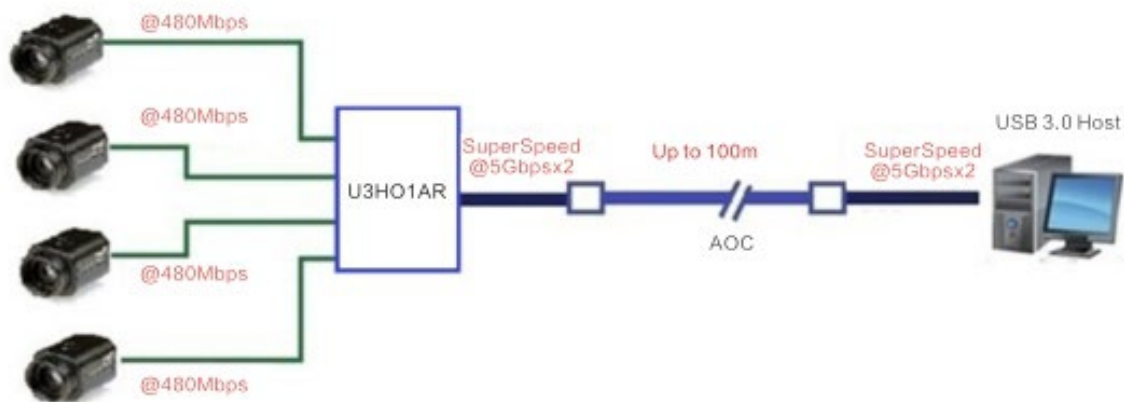 @480Mbps
@480Mbps
U3HO1AR
@480Mbps
@480Mbps
SuperSpeed
@5Gbpsx2
Up to 100m
AOC
SuperSpeed
@5Gbpsx2
USB 3.0 Host